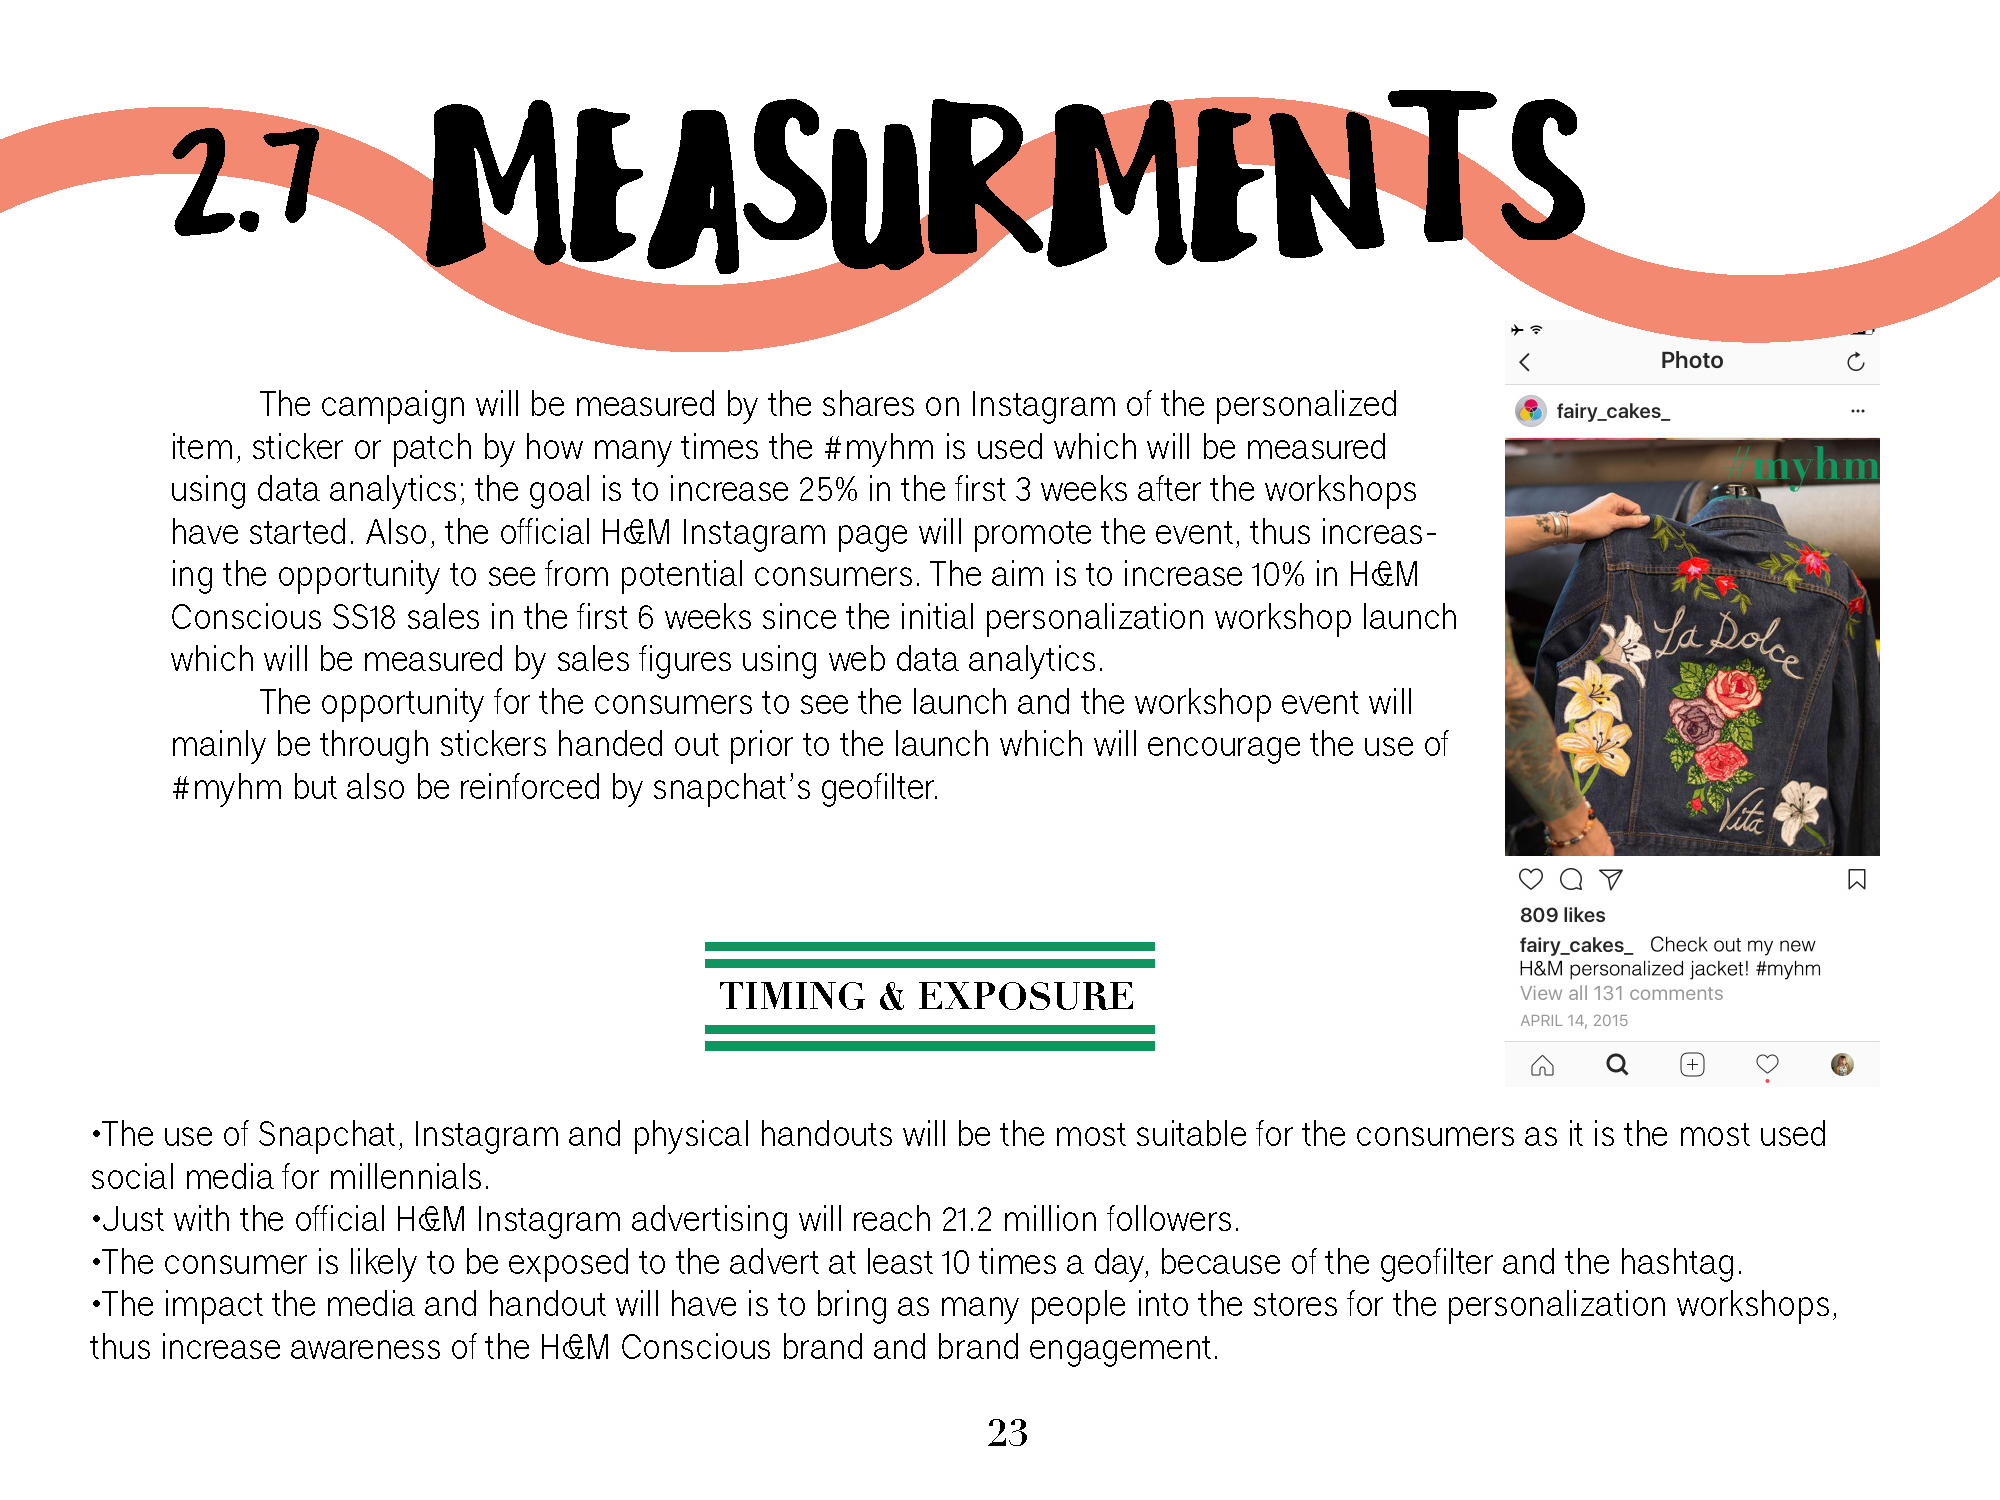 2.7 MEASURMENTS
The campaign will be measured by the shares on Instagram of the personalized
item, sticker or patch by how many times the #myhm is used which will be measured
using data analytics; the goal is to increase 25% in the first 3 weeks after the workshops
have started. Also, the official H&M Instagram page will promote the event, thus increas-
ing the opportunity to see from potential consumers. The aim is to increase 10% in H&M
Conscious SS18 sales in the first 6 weeks since the initial personalization workshop launch
which will be measured by sales figures using web data analytics.
The opportunity for the consumers to see the launch and the workshop event will
mainly be through stickers handed out prior to the launch which will encourage the use of
#myhm but also be reinforced by snapchat's geofilter.
Photo
fairy_cakes_
#myhm
La Dolce
Vita
809 likes
fairy_cakes_ Check out my new
H&M personalized jacket! #myhm
View all 131 comments
APRIL 14, 2015
TIMING & EXPOSURE
•The use of Snapchat, Instagram and physical handouts will be the most suitable for the consumers as it is the most used
social media for millennials.
•Just with the official H&M Instagram advertising will reach 21.2 million followers.
•The consumer is likely to be exposed to the advert at least 10 times a day, because of the geofilter and the hashtag.
•The impact the media and handout will have is to bring as many people into the stores for the personalization workshops,
thus increase awareness of the H&M Conscious brand and brand engagement.
23